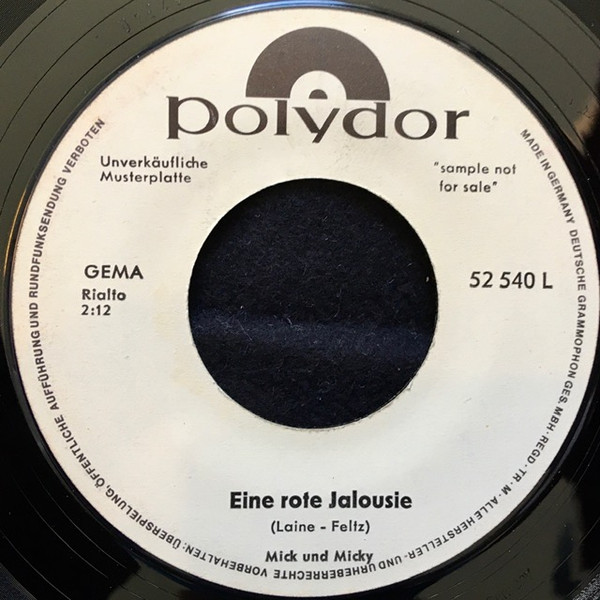 polydor
Unverkäufliche
Musterplatte
"sample not
for sale"
GEMA
Rialto
2:12
52 540 L
Eine rote Jalousie
(Laine - Feltz)
Mick und Micky
MADE IN GERMANY DEUTSCHE GRAMMOPHON GES. MBH · REGD · TR · M · ALLE HERSTELLER- UND URHEBERRECHTE VORBEHALTEN: ÜBERSPIELUNG, ÖFFENTLICHE AUFFÜHRUNG UND RUNDFUNKSENDUNG VERBOTEN